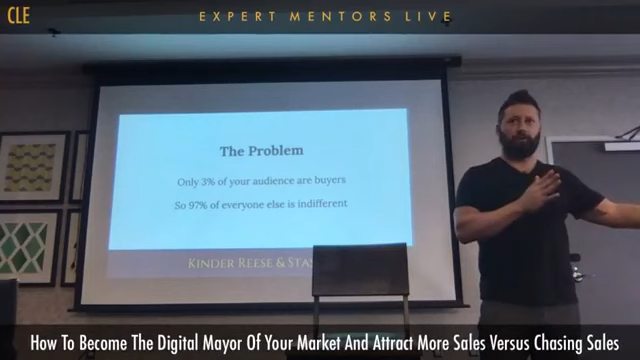 CLE
EXPERT MENTORS LIVE
The Problem
Only 3% of your audience are buyers
So 97% of everyone else is indifferent
KINDER REESE &
How To Become The Digital Mayor Of Your Market And Attract More Sales Versus Chasing Sales